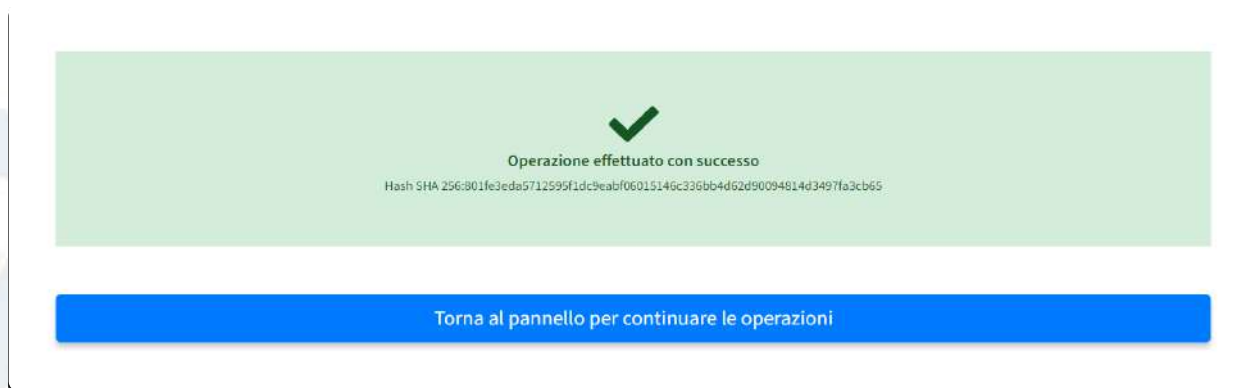 Operazione effettuato con successo
Hash SHA 256:801fe3eda5712595f1dc9eabf06015146c336bb4d62d90094814d3497fa3cb65
Torna al pannello per continuare le operazioni